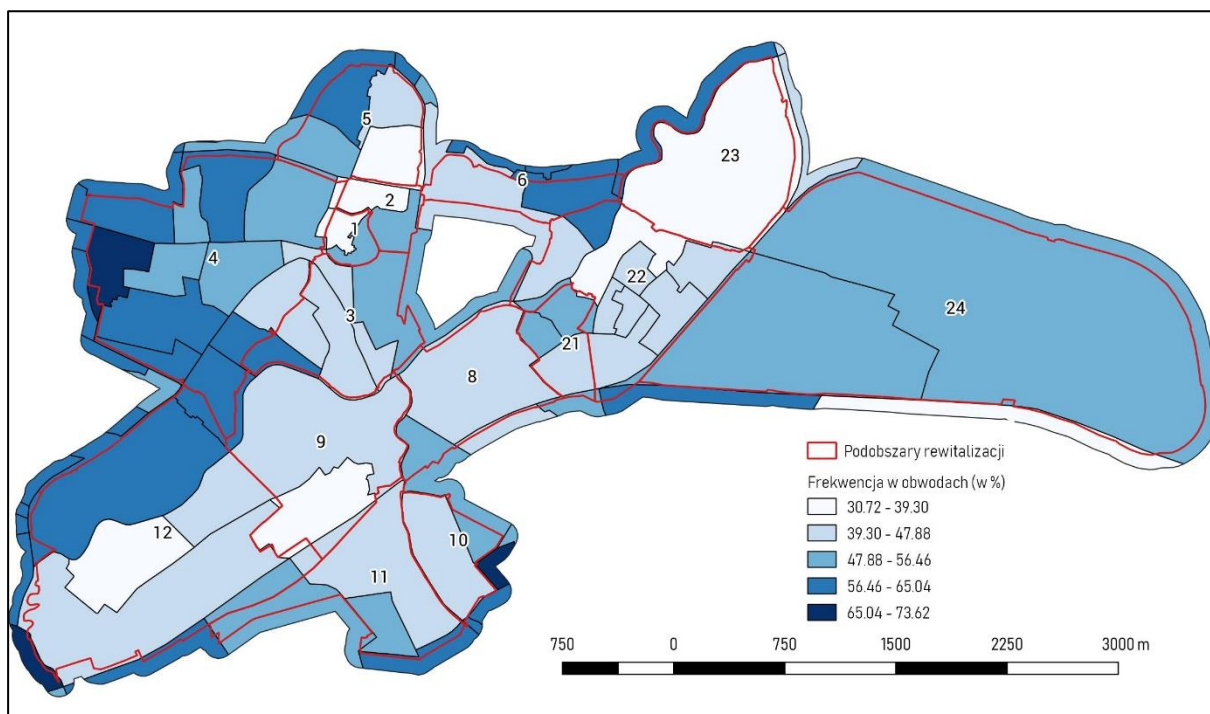 5
23
6
2
1
4
22
24
3
21
8
9
12
10
11
Podobszary rewitalizacji
Frekwencja w obwodach (w %)
30.72 - 39.30
39.30 - 47.88
47.88 - 56.46
56.46 - 65.04
65.04 - 73.62
750 0 750 1500 2250 3000 m